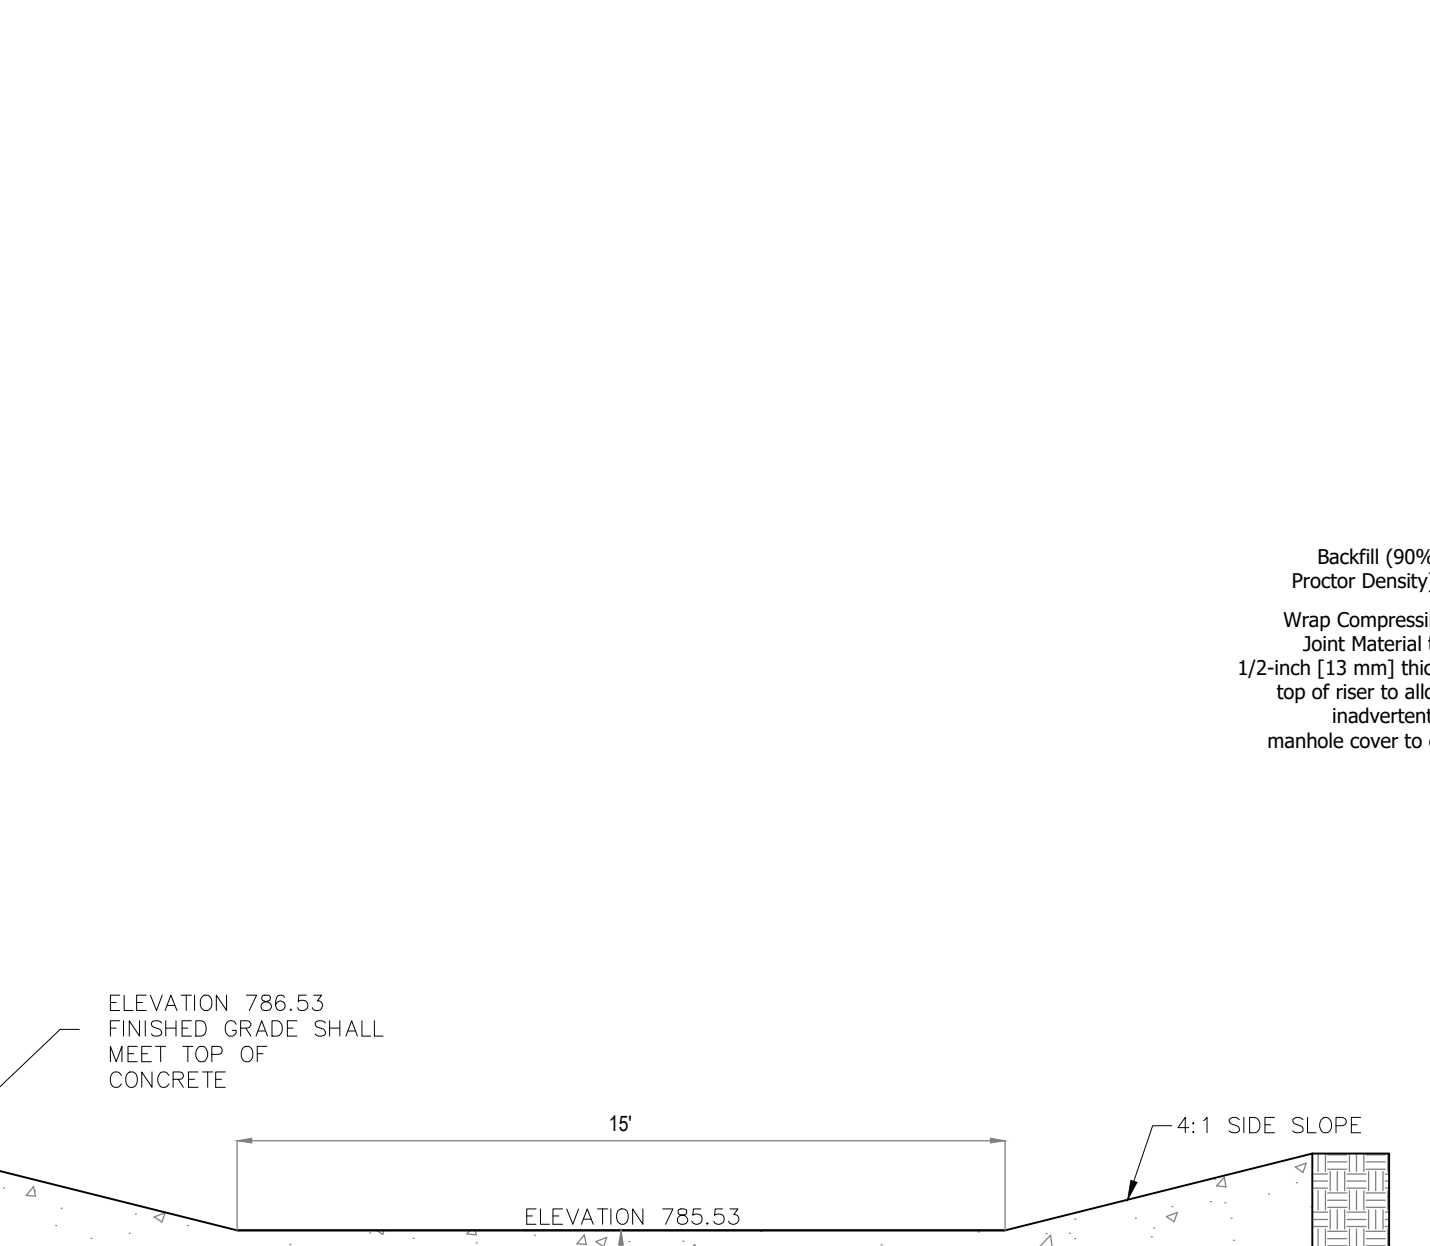 Backfill (90%
Proctor Density)
Wrap Compressi
Joint Material
1/2-inch [13 mm] thic
top of riser to allo
inadvertent
manhole cover to
ELEVATION 786.53
FINISHED GRADE SHALL
MEET TOP OF
CONCRETE
15'
4:1 SIDE SLOPE
ELEVATION 785.53